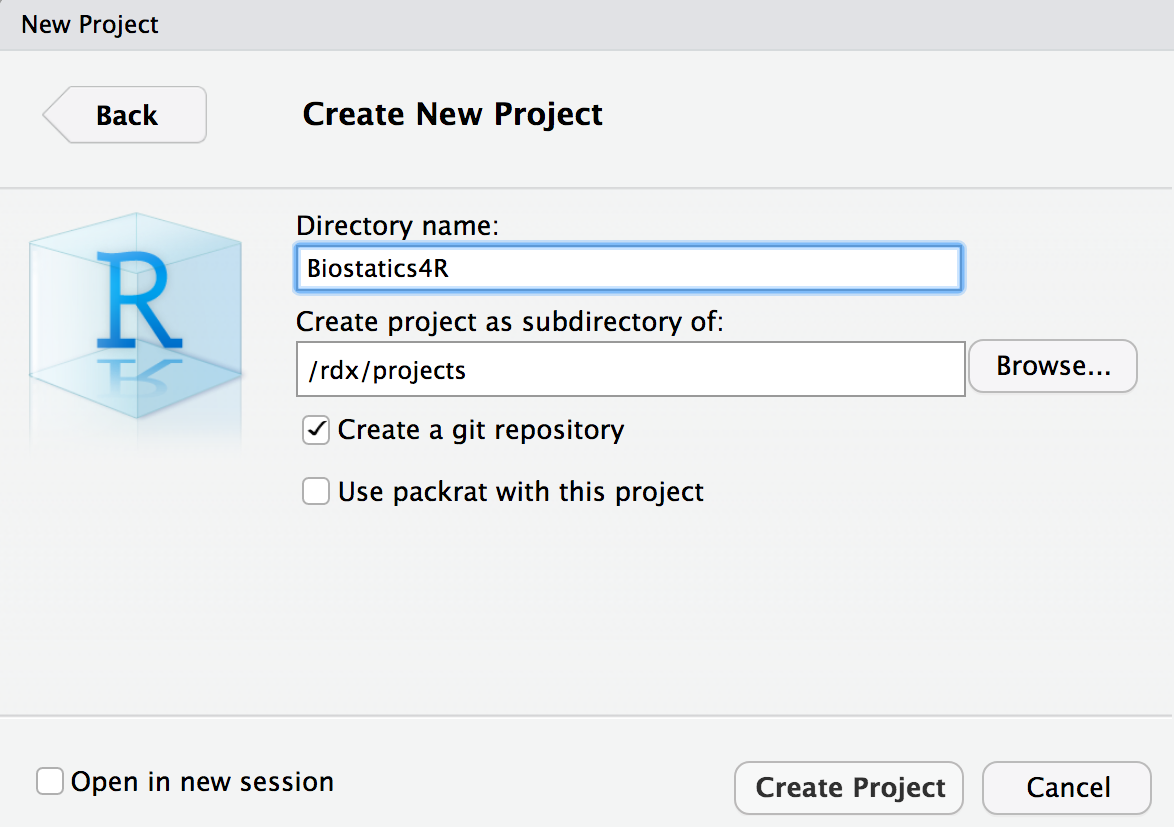 New Project
Back
Create New Project
R
Directory name:
Biostatics4R
Create project as subdirectory of:
/rdx/projects
Browse...
Create a git repository
Use packrat with this project
Open in new session
Create Project
Cancel